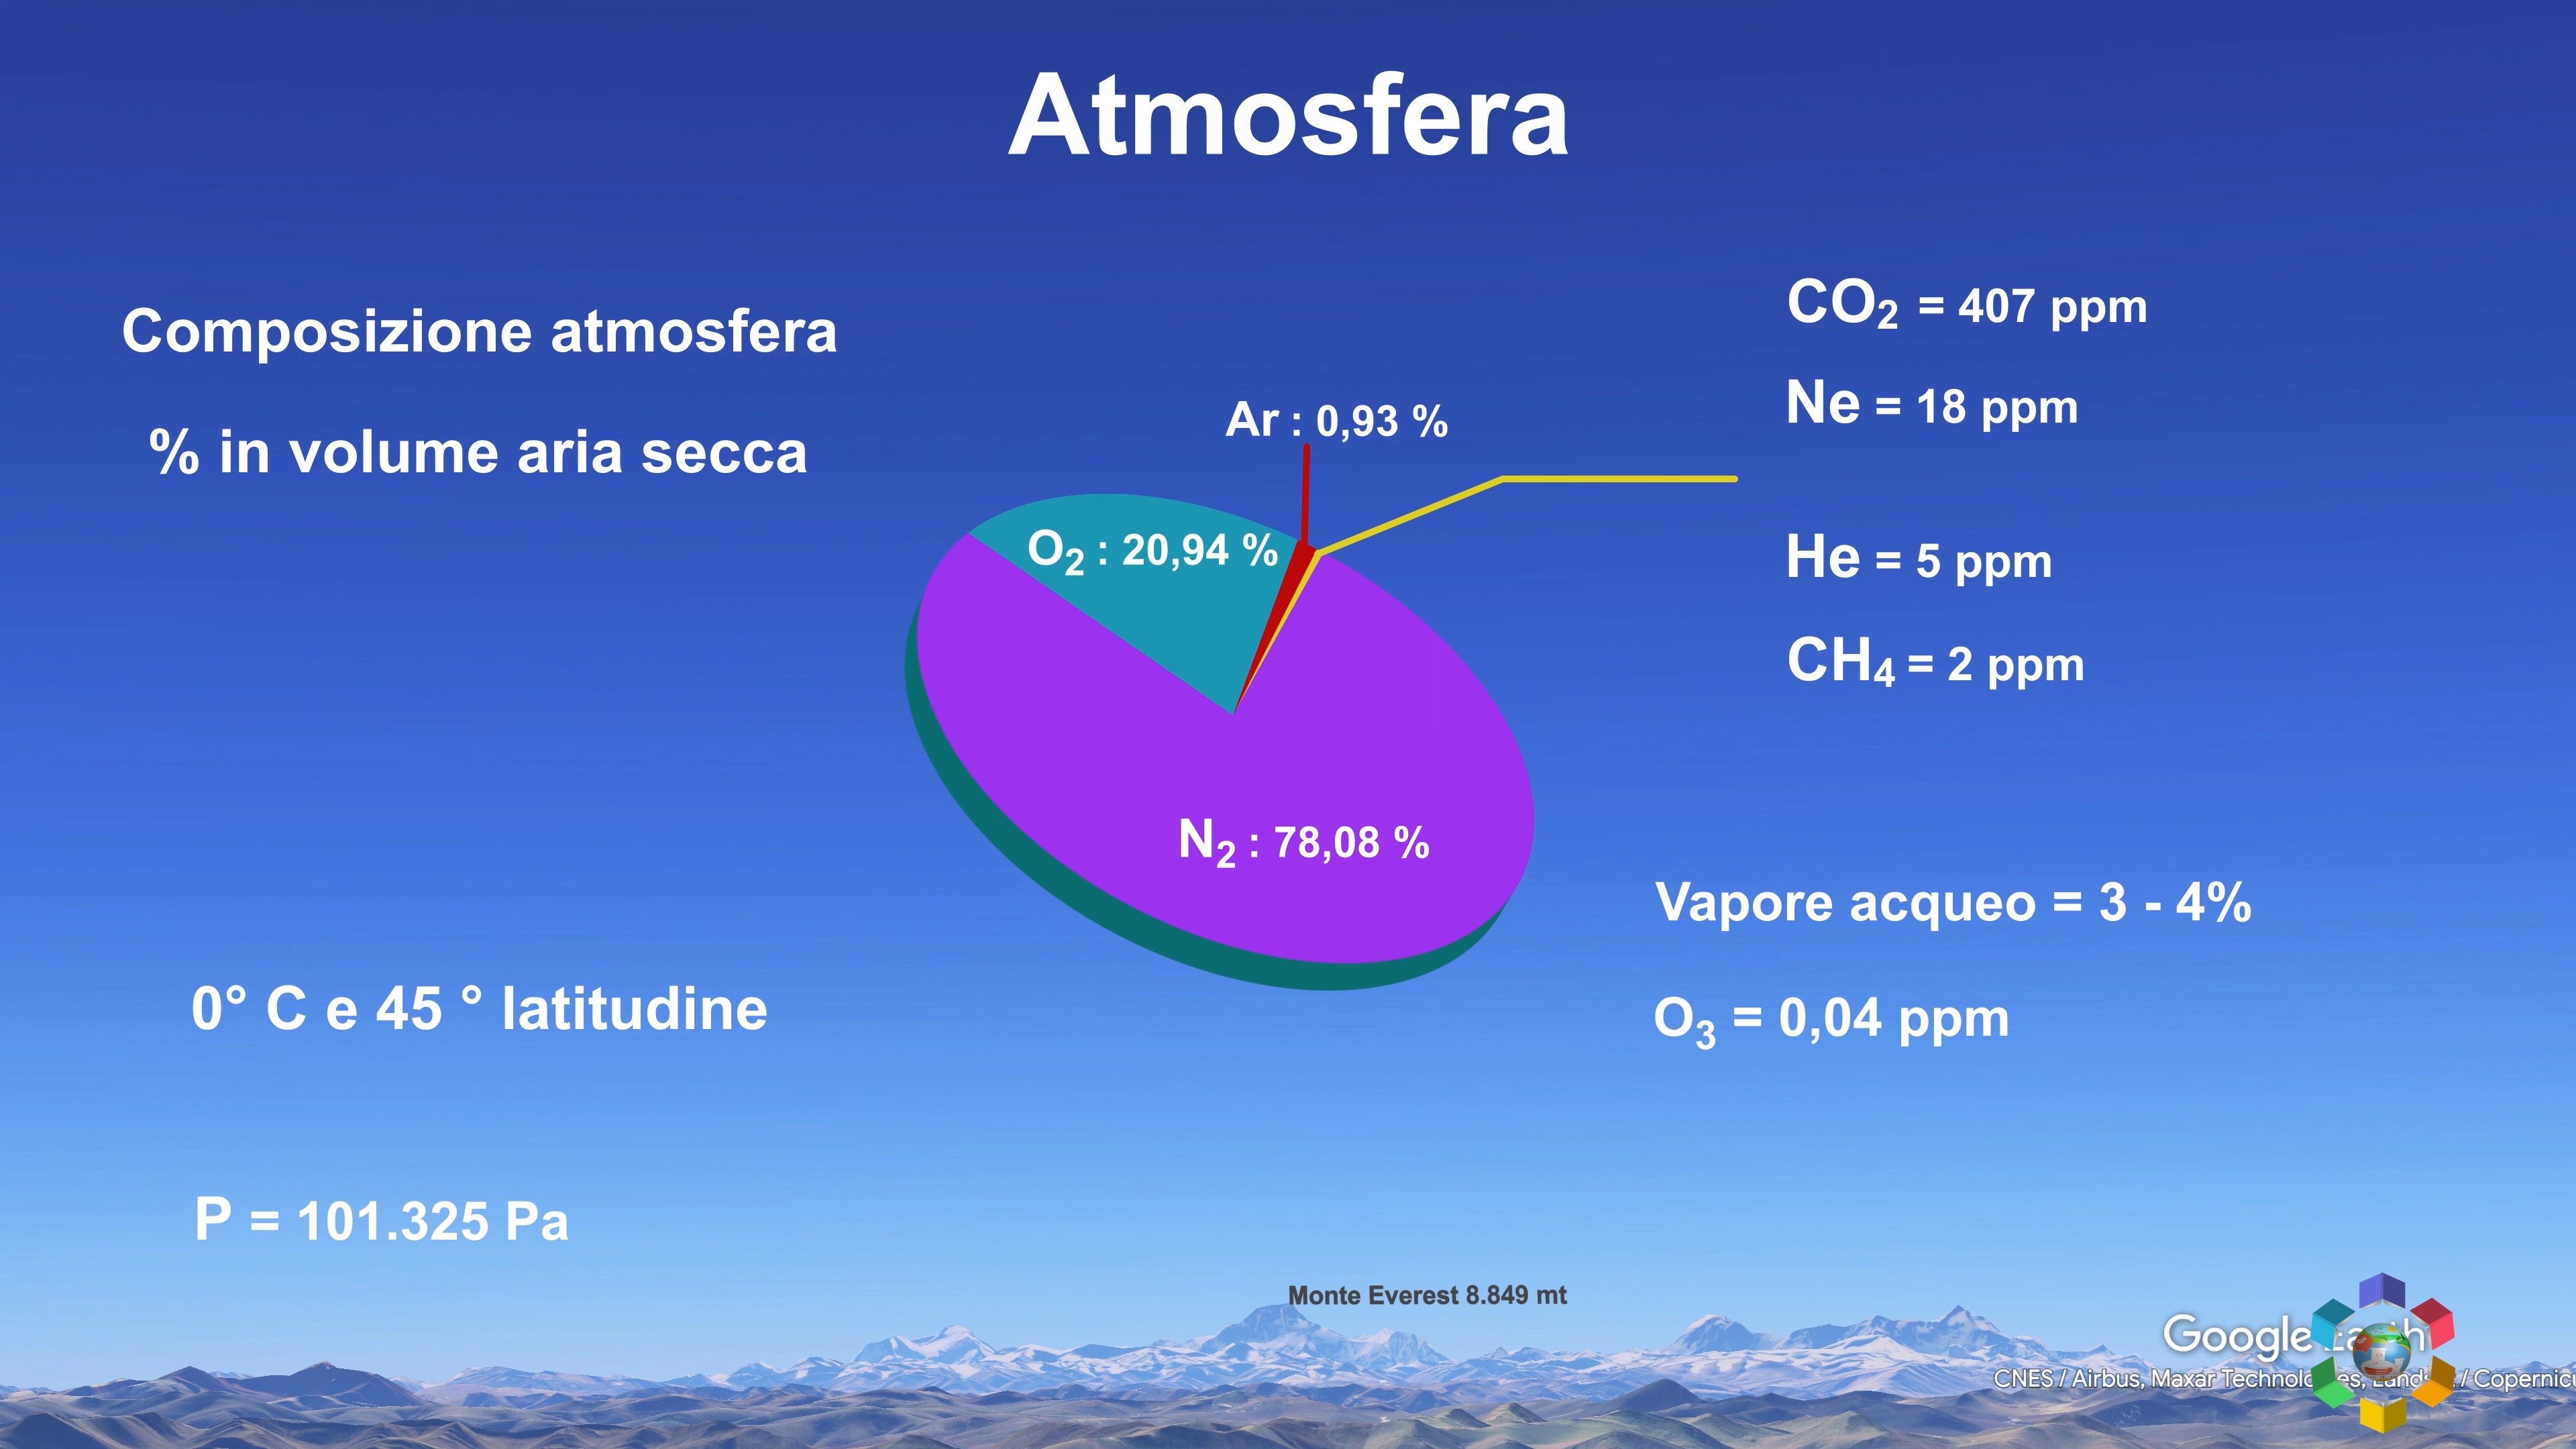 Atmosfera
Composizione atmosfera
% in volume aria secca
Ar : 0,93 %
O₂ : 20,94 %
N₂ : 78,08 %
CO₂ = 407 ppm
Ne = 18 ppm
He = 5 ppm
CH₄ = 2 ppm
Vapore acqueo = 3 - 4%
O₃ = 0,04 ppm
0° C e 45 ° latitudine
P = 101.325 Pa
Monte Everest 8.849 mt
Google
CNES / Airbus, Maxar